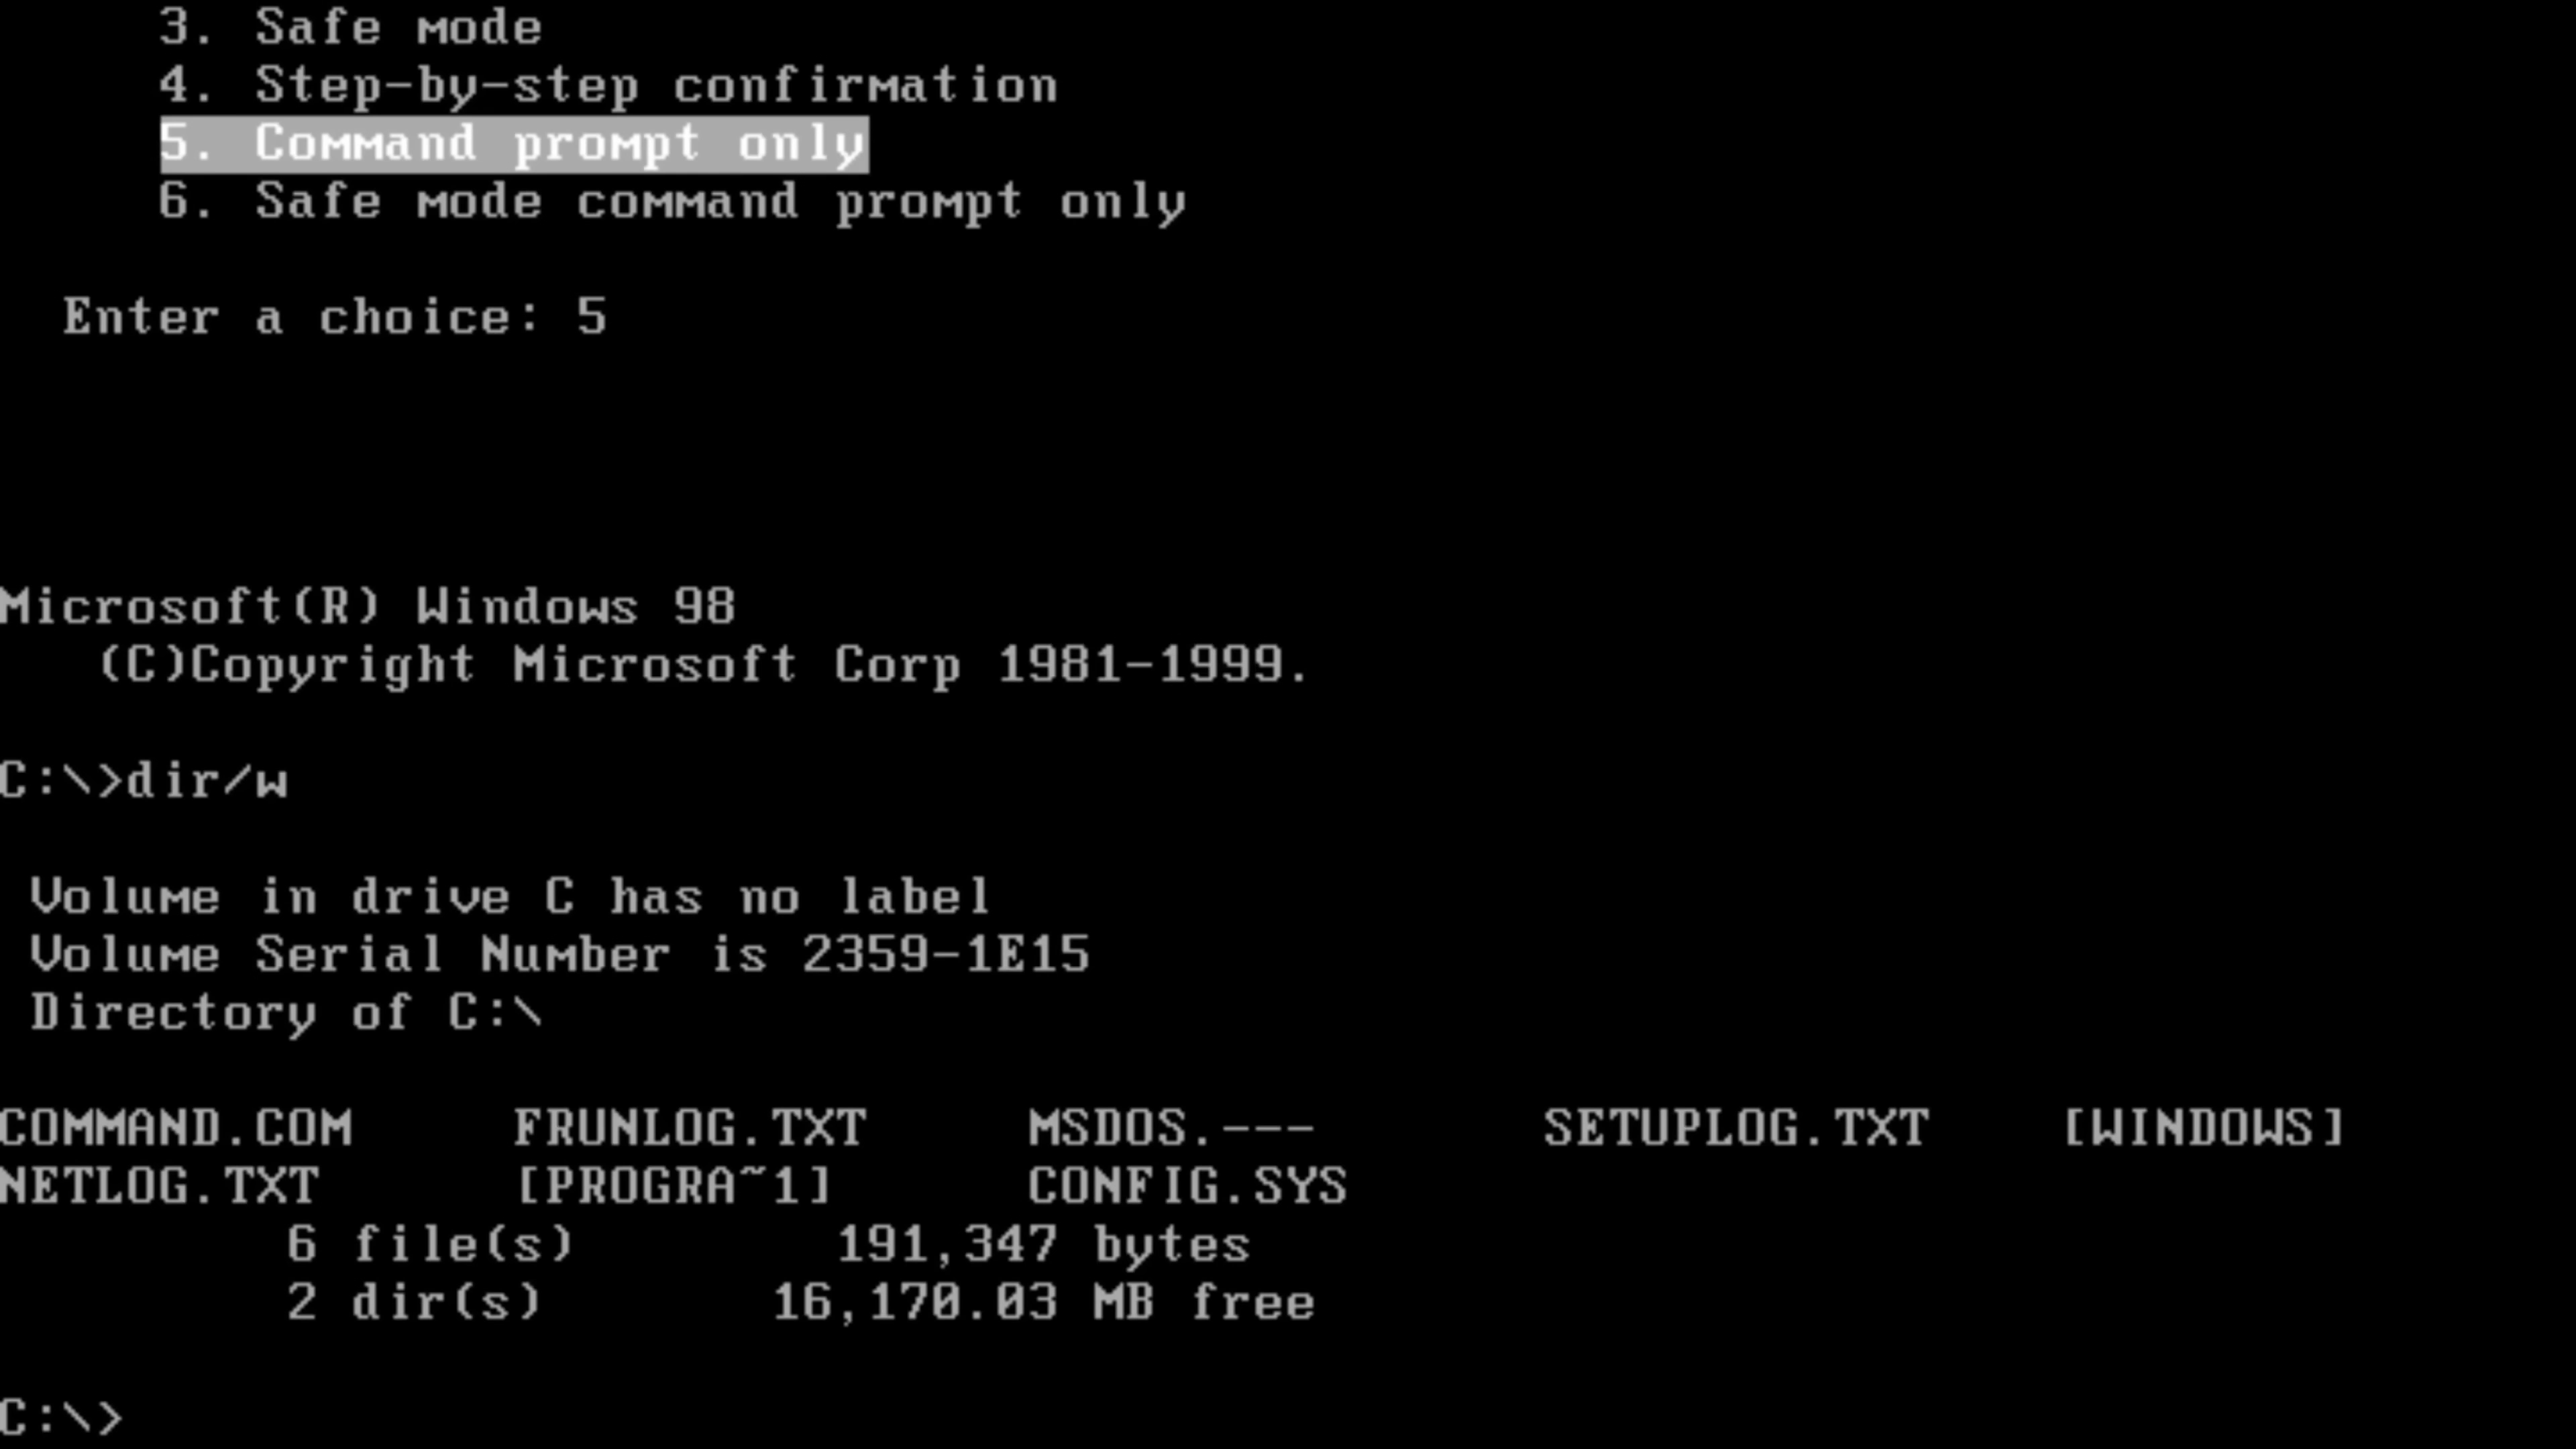 3. Safe mode
4. Step-by-step confirmation
5. Command prompt only
6. Safe mode command prompt only
Enter a choice: 5
Microsoft(R) Windows 98
(C)Copyright Microsoft Corp 1981-1999.
C:\>dir/w
Volume in drive C has no label
Volume Serial Number is 2359-1E15
Directory of C:\
COMMAND.COM FRUNLOG.TXT MSDOS.--- SETUPLOG.TXT [WINDOWS]
NETLOG.TXT [PROGRA~1] CONFIG.SYS
6 file(s) 191,347 bytes
2 dir(s) 16,170.03 MB free
C:\>